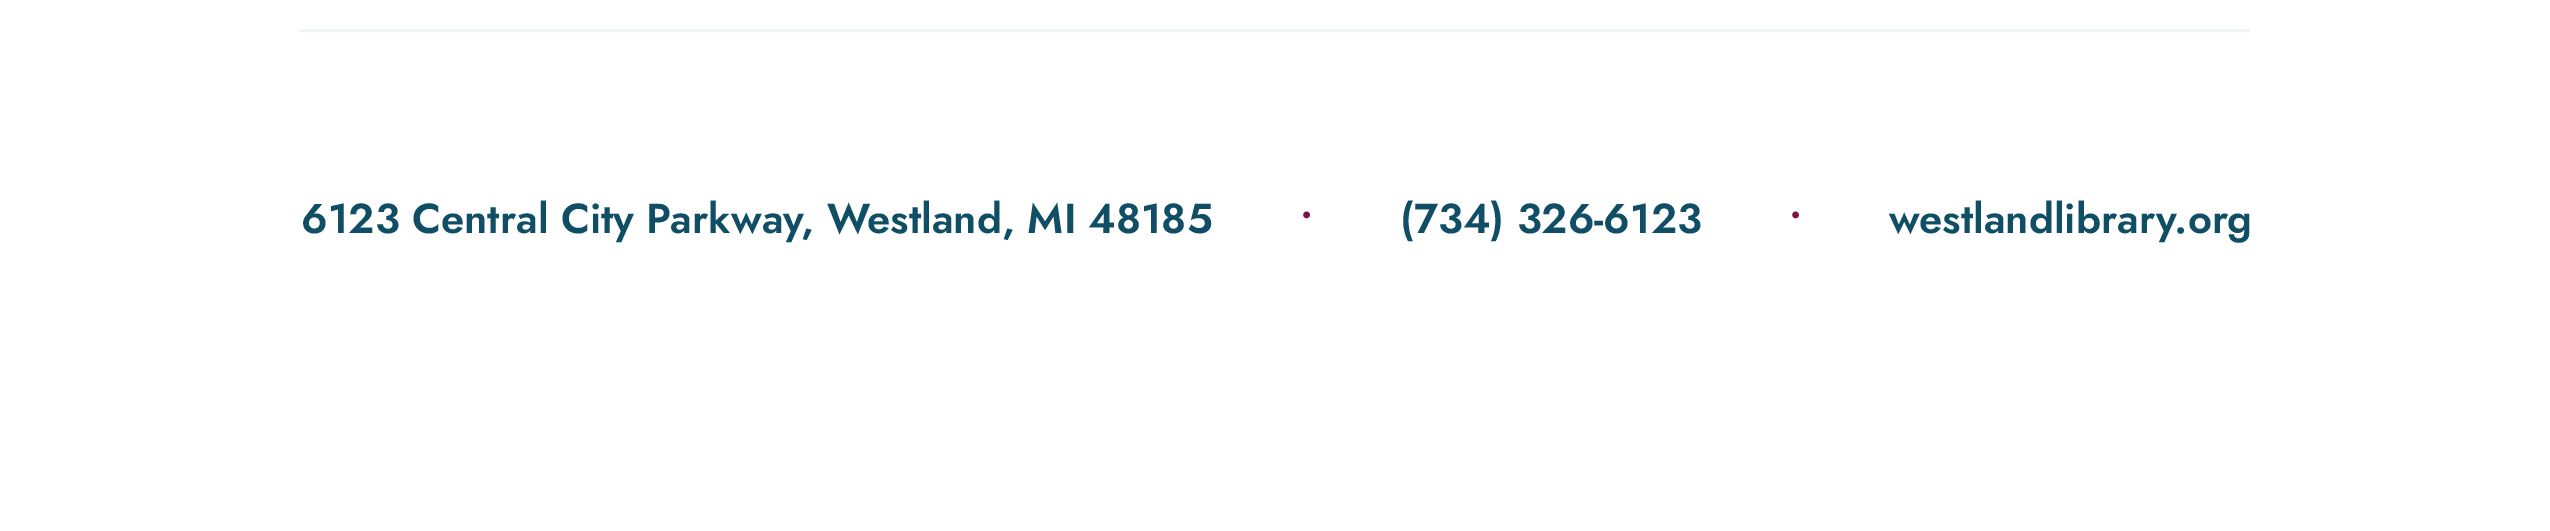 6123 Central City Parkway, Westland, MI 48185 • (734) 326-6123 • westlandlibrary.org